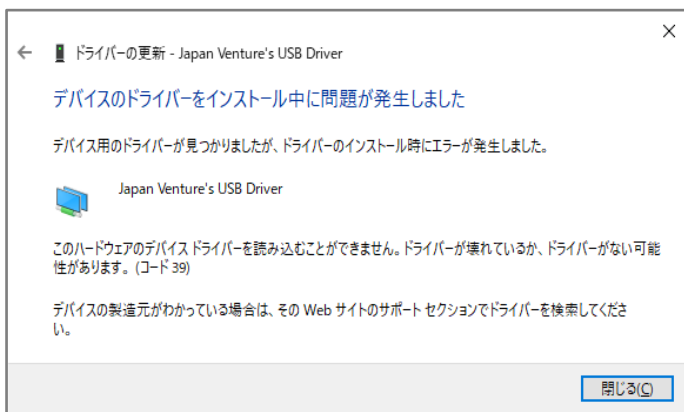 ドライバーの更新 - Japan Venture's USB Driver
デバイスのドライバーをインストール中に問題が発生しました
デバイス用のドライバーが見つかりましたが、ドライバーのインストール時にエラーが発生しました。
Japan Venture's USB Driver
このハードウェアのデバイス ドライバーを読み込むことができません。ドライバーが壊れているか、ドライバーがない可能
性があります。 (コード 39)
デバイスの製造元がわかっている場合は、その Web サイトのサポート セクションでドライバーを検索してくださ
い。
閉じる(C)